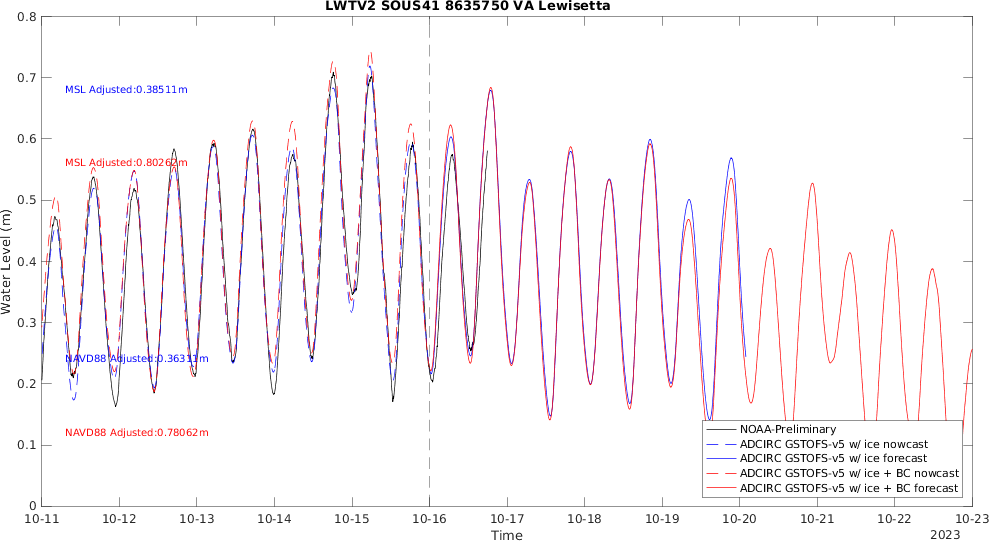 LWTV2 SOUS41 8635750 VA Lewisetta
0.8
0.7
0.6
0.5
0.4
0.3
0.2
0.1
0
Water Level (m)
MSL Adjusted:0.38511m
MSL Adjusted:0.80262m
NAVD88 Adjusted:0.36311m
NAVD88 Adjusted:0.78062m
NOAA-Preliminary
ADCIRC GSTOFS-v5 w/ ice nowcast
ADCIRC GSTOFS-v5 w/ ice forecast
ADCIRC GSTOFS-v5 w/ ice + BC nowcast
ADCIRC GSTOFS-v5 w/ ice + BC forecast
10-11 10-12 10-13 10-14 10-15 10-16 10-17 10-18 10-19 10-20 10-21 10-22 10-23
Time
2023